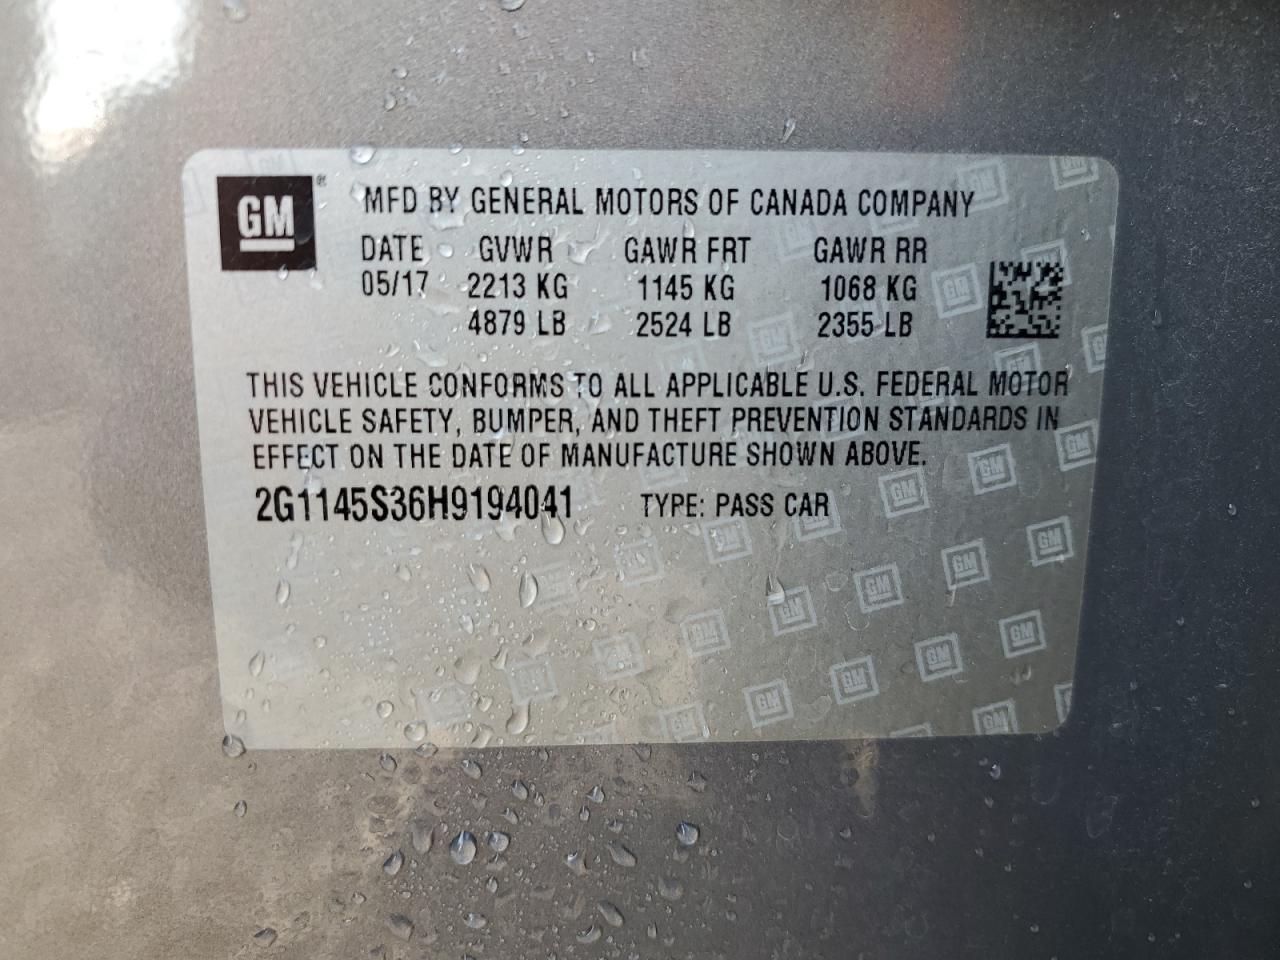 GM® MFD BY GENERAL MOTORS OF CANADA COMPANY
DATE GVWR GAWR FRT GAWR RR
05/17 2213 KG 1145 KG 1068 KG
4879 LB 2524 LB 2355 LB
THIS VEHICLE CONFORMS TO ALL APPLICABLE U.S. FEDERAL MOTOR
VEHICLE SAFETY, BUMPER, AND THEFT PREVENTION STANDARDS IN
EFFECT ON THE DATE OF MANUFACTURE SHOWN ABOVE.
2G1145S36H9194041 TYPE: PASS CAR